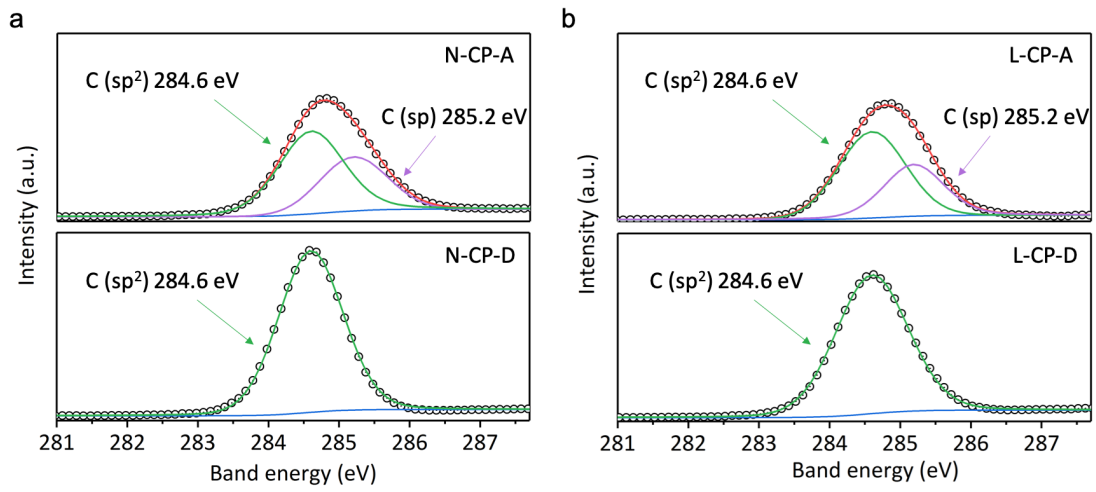 a
N-CP-A
C (sp²) 284.6 eV
C (sp) 285.2 eV
N-CP-D
C (sp²) 284.6 eV
Intensity (a.u.)
281 282 283 284 285 286 287
Band energy (eV)
b
L-CP-A
C (sp²) 284.6 eV
C (sp) 285.2 eV
L-CP-D
C (sp²) 284.6 eV
Intensity (a.u.)
281 282 283 284 285 286 287
Band energy (eV)